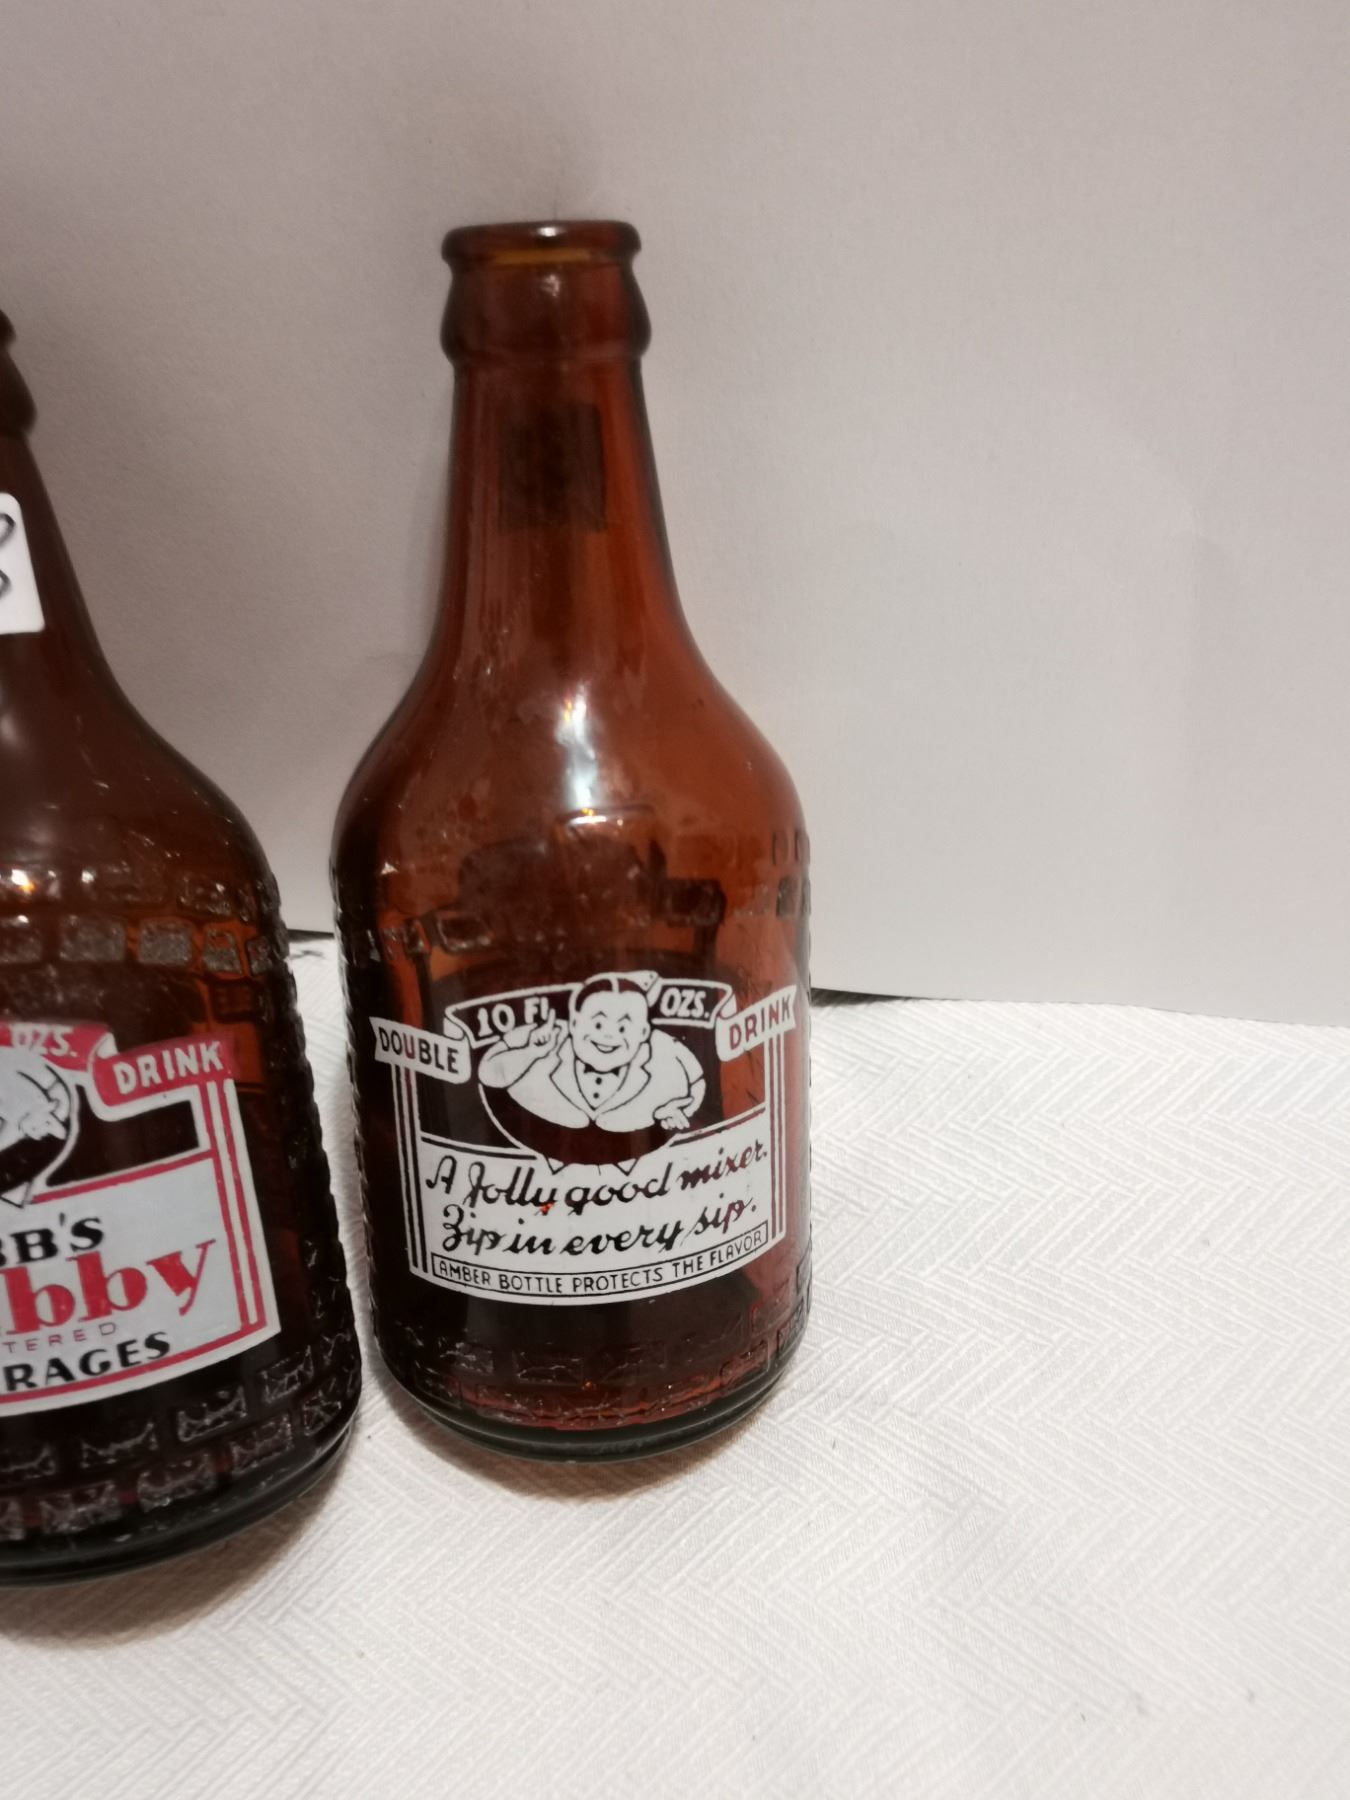 OZS.
DRINK
BB'S
bby
TERED
RAGES
DOUBLE 10 Fl OZS. DRINK
A Jolly good mixer.
Zip in every sip.
AMBER BOTTLE PROTECTS THE FLAVOR